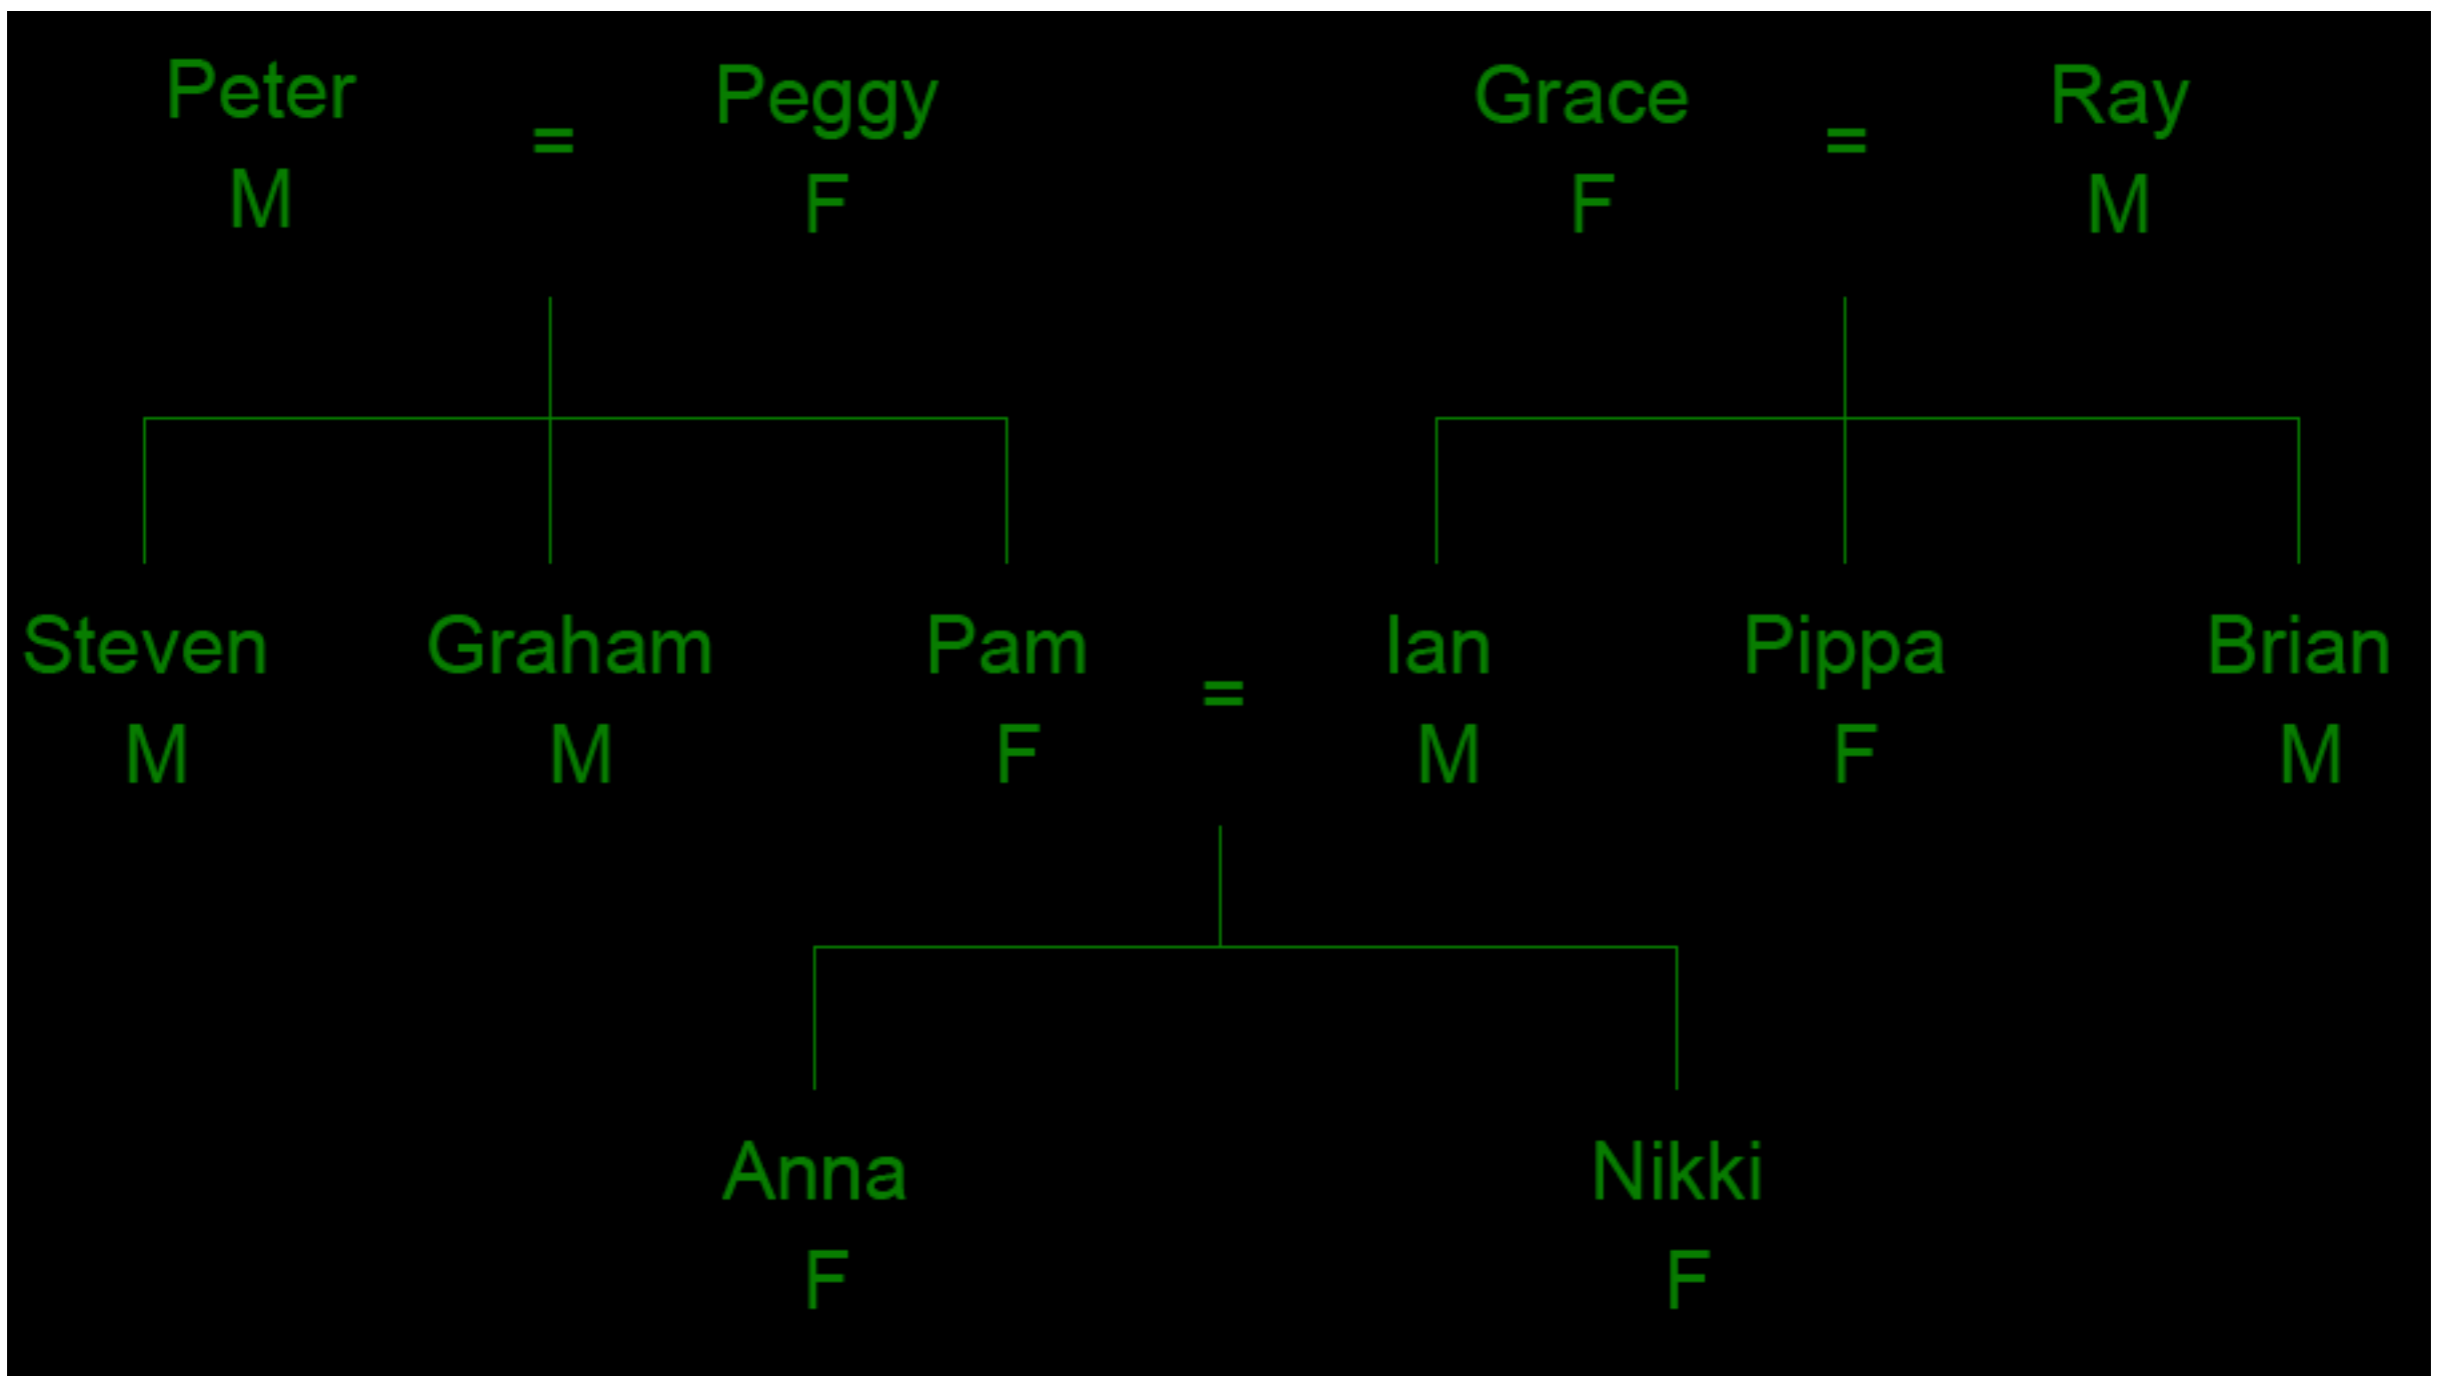 Peter = Peggy Grace = Ray
M F F M
Steven Graham Pam = Ian Pippa Brian
M M F M F M
Anna Nikki
F F